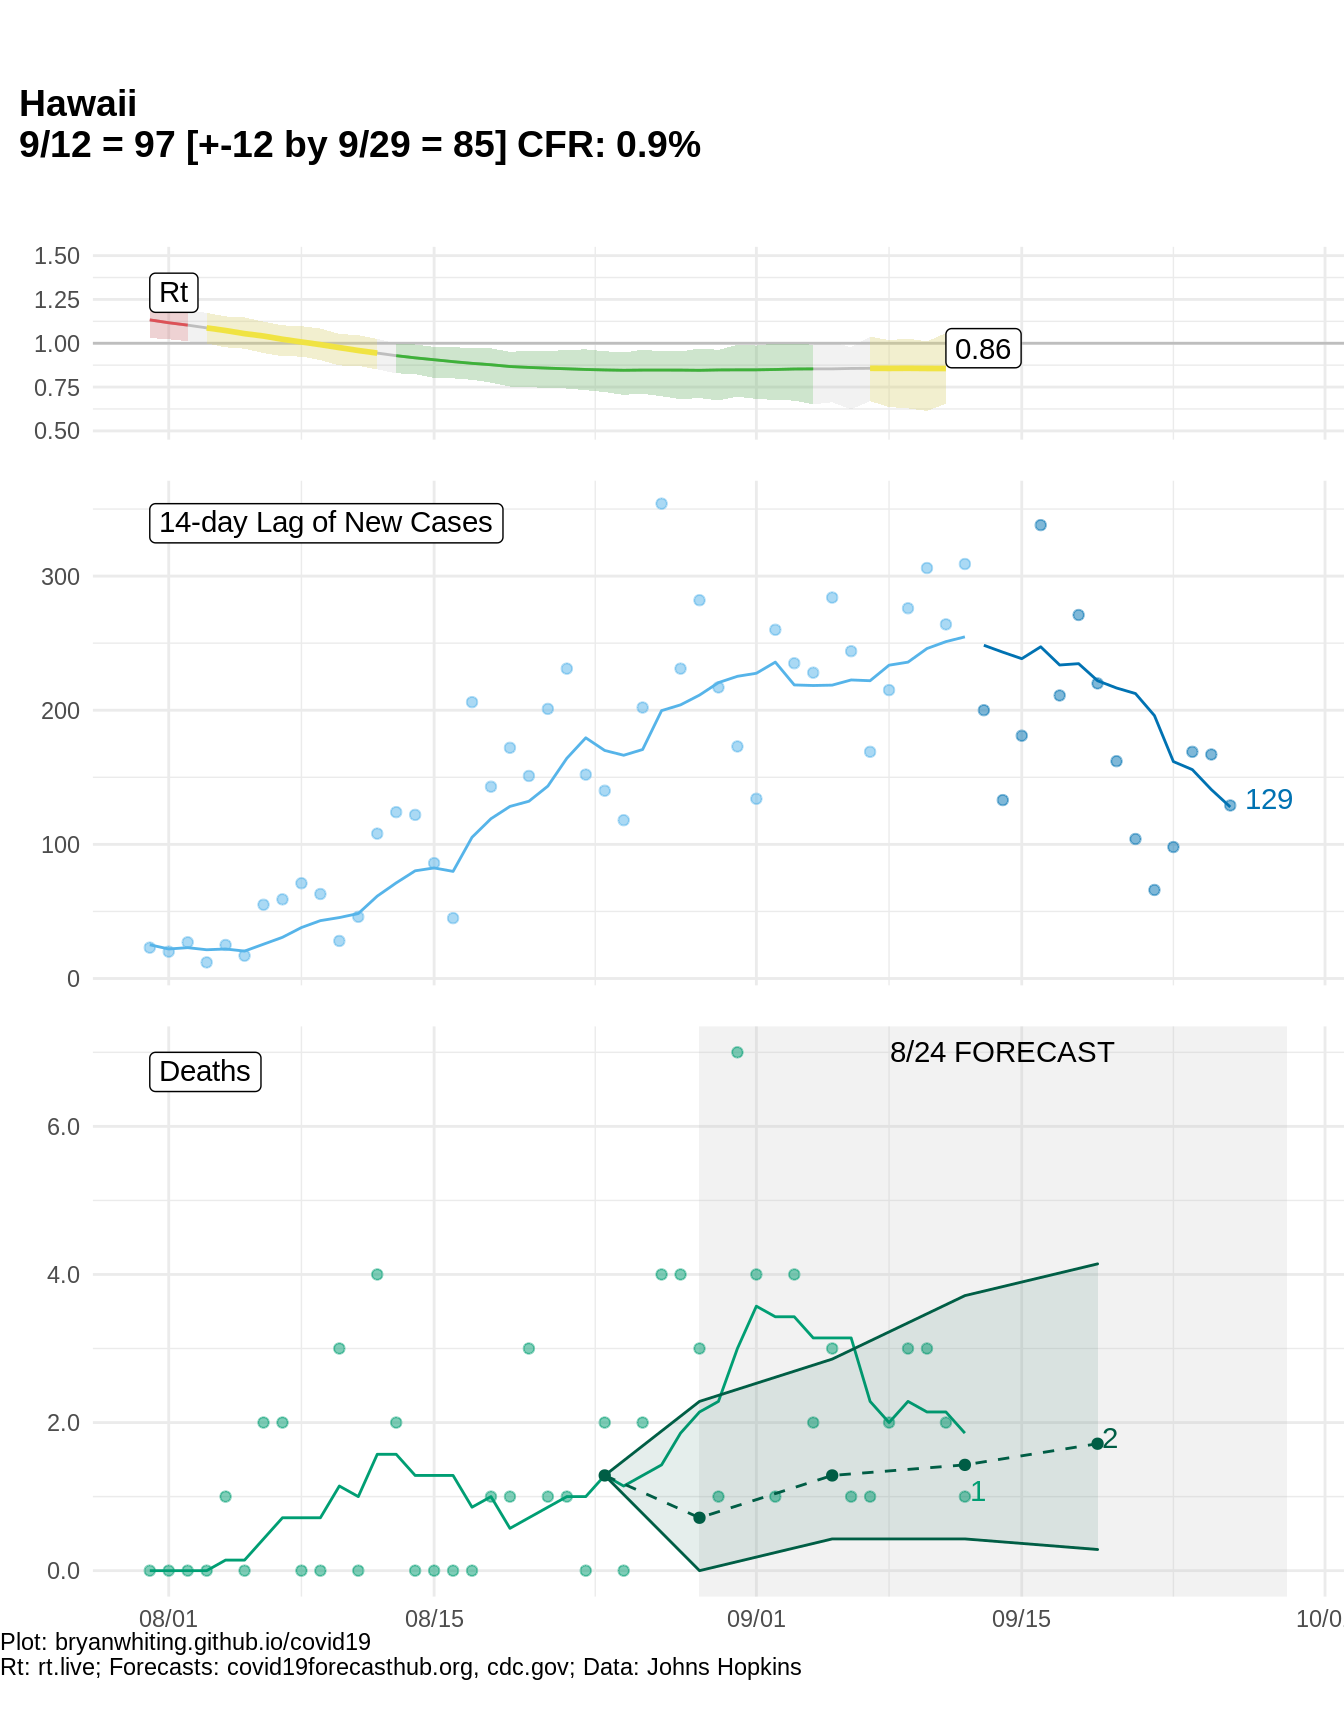 Hawaii
9/12 = 97 [+-12 by 9/29 = 85] CFR: 0.9%
1.50
1.25
1.00
0.75
0.50
Rt
0.86
14-day Lag of New Cases
300
200
100
0
129
Deaths
8/24 FORECAST
6.0
4.0
2.0
0.0
2
1
08/01 08/15 09/01 09/15 10/0
Plot: bryanwhiting.github.io/covid19
Rt: rt.live; Forecasts: covid19forecasthub.org, cdc.gov; Data: Johns Hopkins